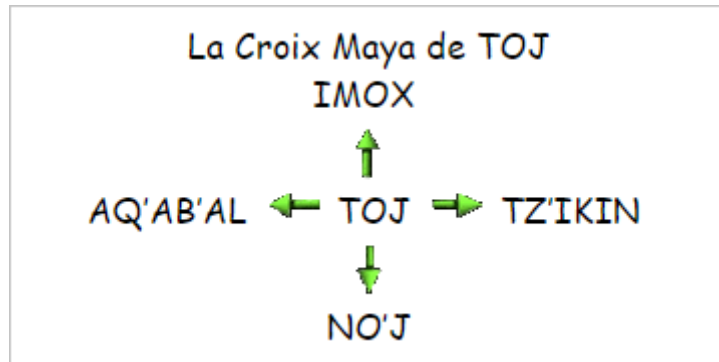 La Croix Maya de TOJ
IMOX
AQ'AB'AL TOJ TZ'IKIN
NO'J